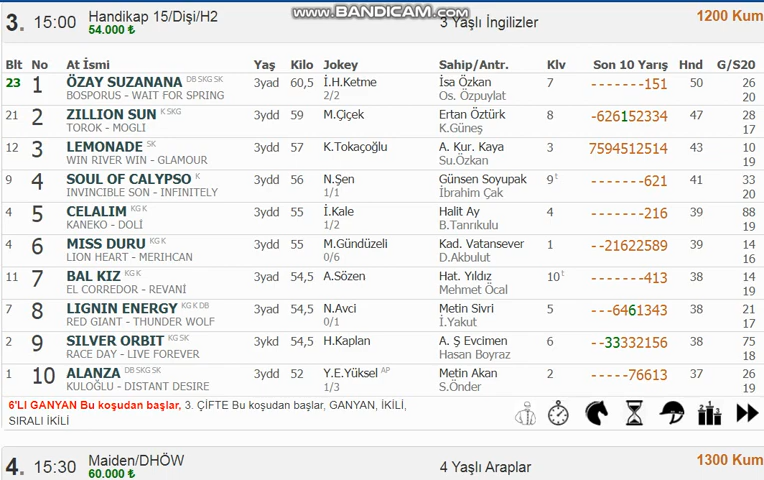 www.BANDICAM.com
3. 15:00 Handikap 15/Dişi/H2 3 Yaşlı İngilizler 1200 Kum
54.000 ₺
Blt No At İsmi Yaş Kilo Jokey Sahip/Antr. Klv Son 10 Yarış Hnd G/S20
23 1 ÖZAY SUZANANA DB SKG SK 3yad 60,5 İ.H.Ketme İsa Özkan 7 -------151 50 26
BOSPORUS - WAIT FOR SPRING 2/2 Os. Özpuylat 20
21 2 ZILLION SUN K SKG 3ydd 59 M.Çiçek Ertan Öztürk 8 -626152334 47 28
TOROK - MOGLI K.Güneş 17
12 3 LEMONADE SK 3ydd 57 K.Tokaçoğlu A. Kur. Kaya 3 7594512514 43 10
WIN RIVER WIN - GLAMOUR Su.Özkan 19
9 4 SOUL OF CALYPSO K 3ydd 56 N.Şen Günsen Soyupak 9t -------621 41 33
INVINCIBLE SON - INFINITELY 1/1 İbrahim Çak 20
4 5 CELALIM KG K 3ydd 55 İ.Kale Halit Ay 4 -------216 39 88
KANEKO - DOLİ 1/2 B.Tanrıkulu 19
4 6 MISS DURU KG K 3ydd 55 M.Gündüzeli Kad. Vatansever 1 --21622589 39 14
LION HEART - MERIHCAN 0/6 D.Akbulut 16
11 7 BAL KIZ KG K 3yad 54,5 A.Sözen Hat. Yıldız 10t -------413 38 14
EL CORREDOR - REVANİ Mehmet Öcal 19
7 8 LIGNIN ENERGY KG K DB 3yad 54,5 N.Avci Metin Sivri 5 ---6461343 38 21
RED GIANT - THUNDER WOLF 0/1 İ.Yakut 17
2 9 SILVER ORBIT KG SK 3ykd 54,5 H.Kaplan A. Ş Evcimen 6 --33332156 38 75
RACE DAY - LIVE FOREVER Hasan Boyraz 18
1 10 ALANZA DB SKG SK 3ydd 52 Y.E.Yüksel AP Metin Akan 2 -----76613 37 26
KULOĞLU - DISTANT DESIRE 1/3 S.Önder 19
6'LI GANYAN Bu koşudan başlar, 3. ÇİFTE Bu koşudan başlar, GANYAN, İKİLİ,
SIRALI İKİLİ
4. 15:30 Maiden/DHÖW 4 Yaşlı Araplar 1300 Kum
60.000 ₺